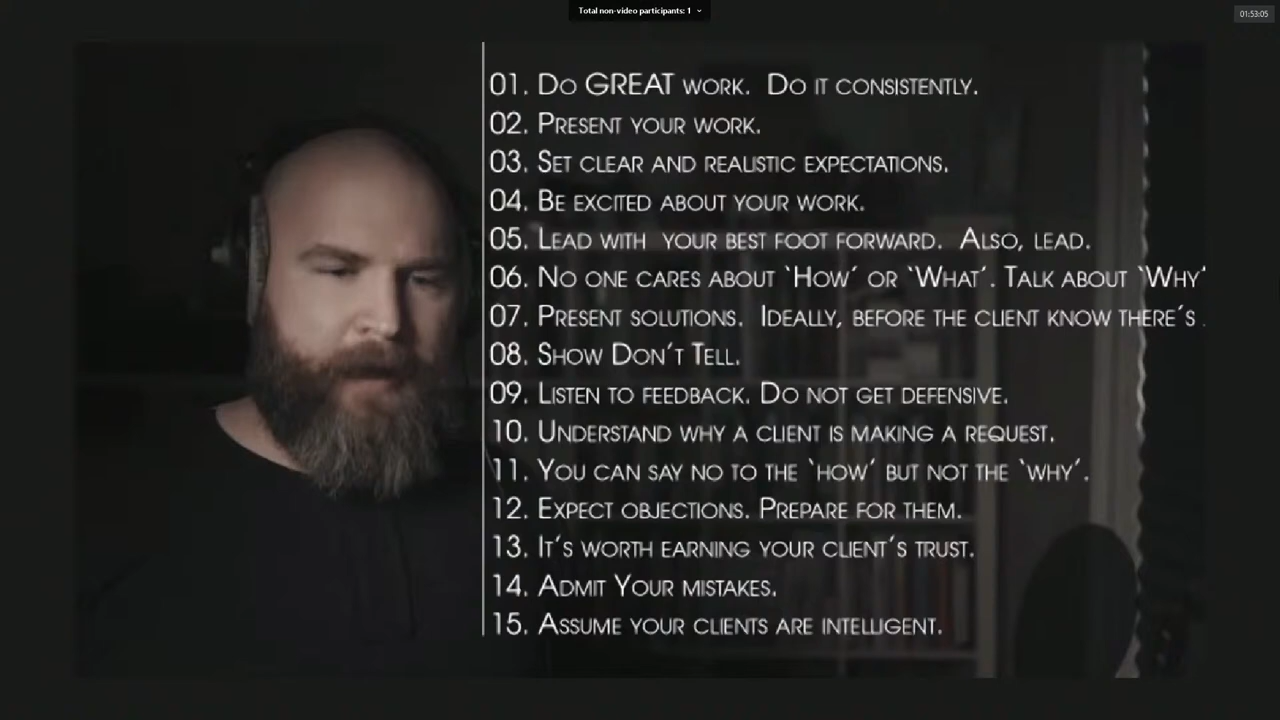 Total non-video participants: 1
01:53:05
01. Do GREAT work. Do it consistently.
02. Present your work.
03. Set clear and realistic expectations.
04. Be excited about your work.
05. Lead with your best foot forward. Also, lead.
06. No one cares about `How´ or `What´. Talk about `Why'
07. Present solutions. Ideally, before the client know there´s
08. Show Don´t Tell.
09. Listen to feedback. Do not get defensive.
10. Understand why a client is making a request.
11. You can say no to the `how´ but not the `why´.
12. Expect objections. Prepare for them.
13. It´s worth earning your client´s trust.
14. Admit Your mistakes.
15. Assume your clients are intelligent.